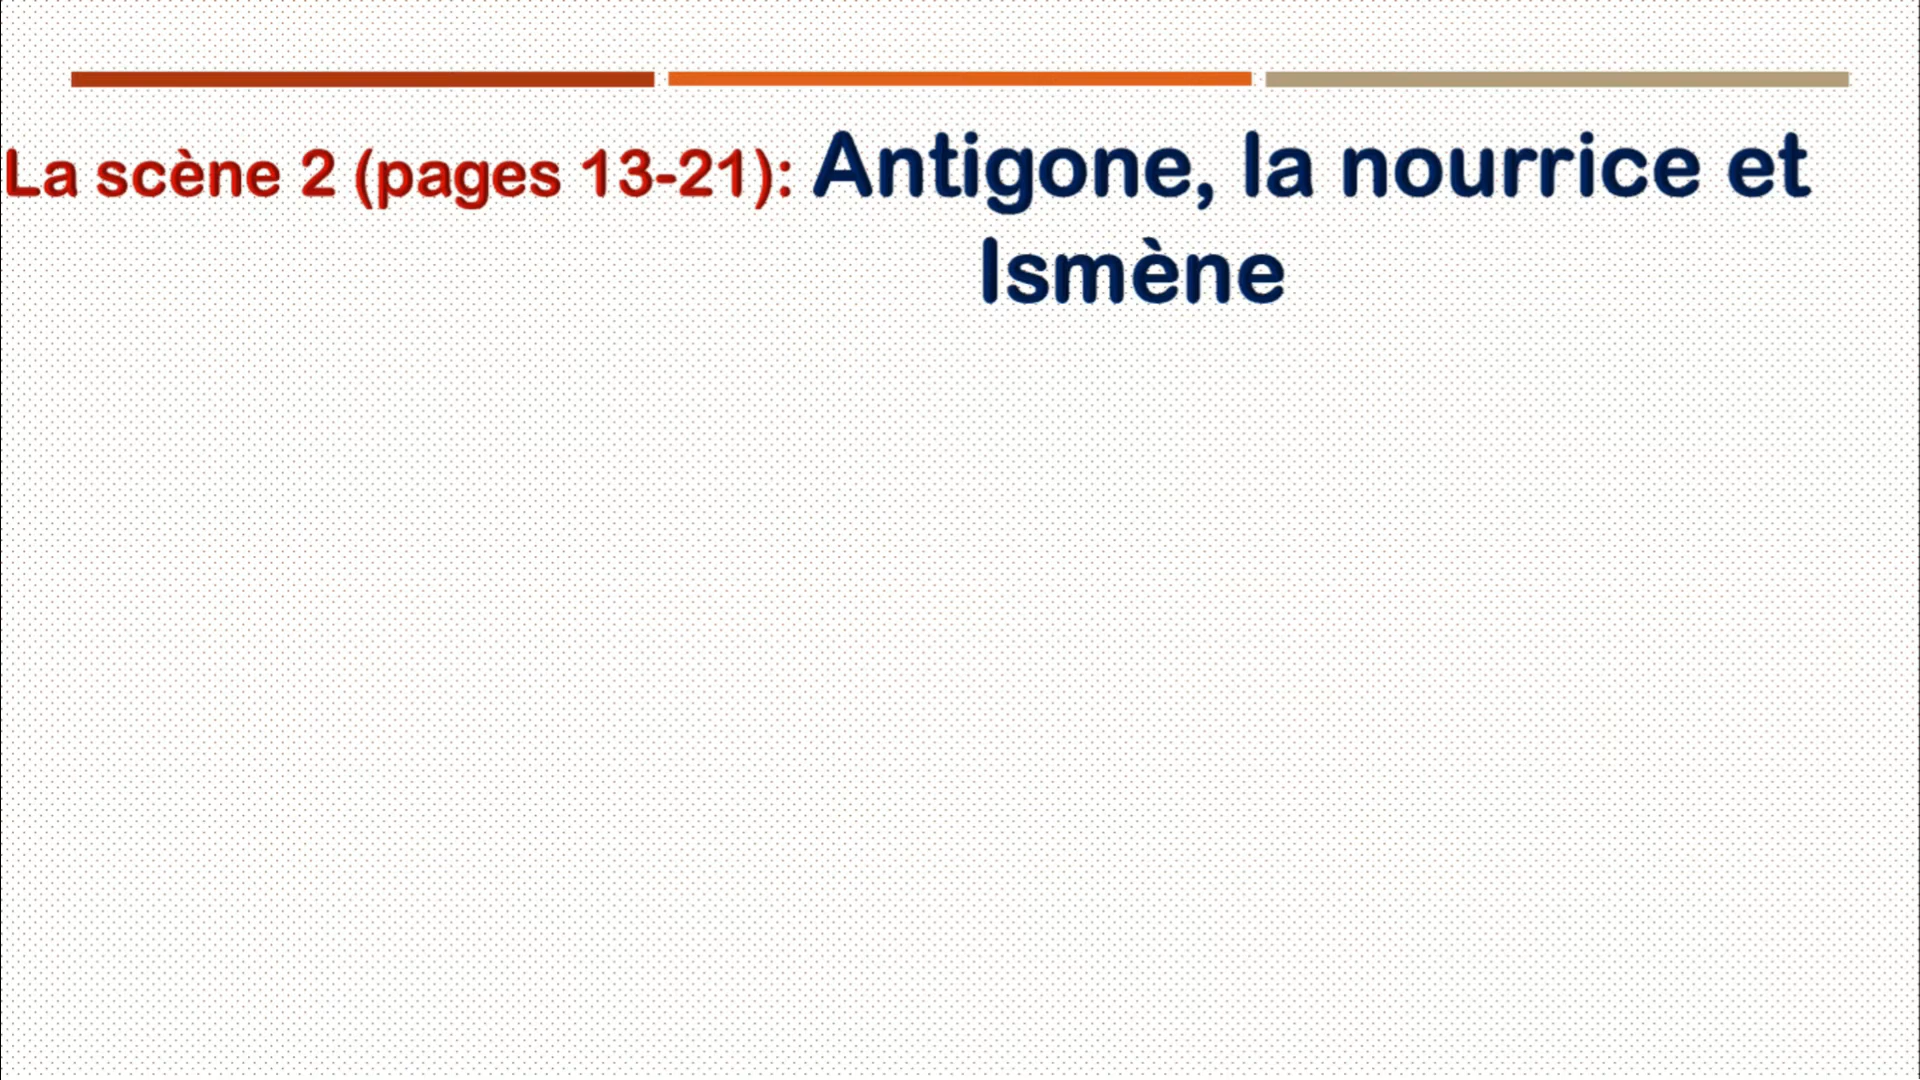 La scène 2 (pages 13-21): Antigone, la nourrice et
Ismène